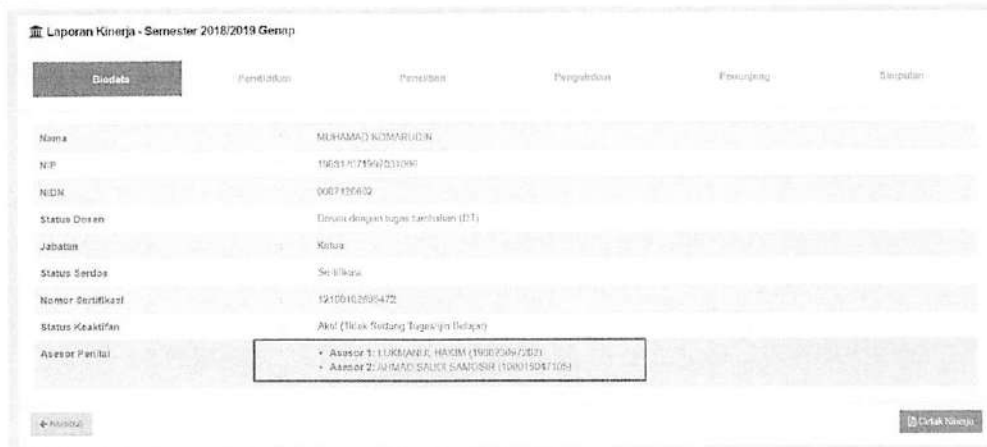 Laporan Kinerja - Semester 2018/2019 Genap
Biodata Pendidikan Penelitian Pengabdian Penunjang Simpulan
Nama MUHAMAD KOMARUDIN
NIP
NIDN
Status Dosen Dosen dengan tugas tambahan (DT)
Jabatan Ketua
Status Serdos Sertifikasi
Nomor Sertifikasi
Status Keaktifan Aktif (Tidak Sedang Tugas/Ijin Belajar)
Asesor Penilai • Asesor 1: LUKMANUL HAKIM
• Asesor 2: AHMAD SAUDI SAMOSIR
Kembali Cetak Kinerja